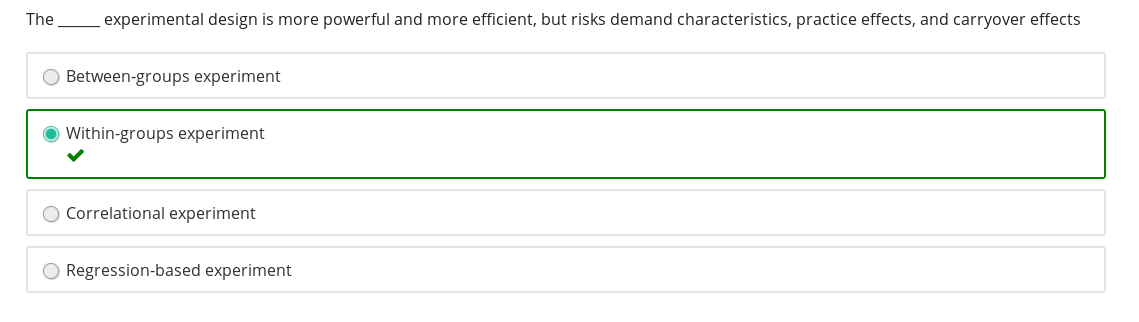 The ______ experimental design is more powerful and more efficient, but risks demand characteristics, practice effects, and carryover effects
Between-groups experiment
Within-groups experiment
Correlational experiment
Regression-based experiment